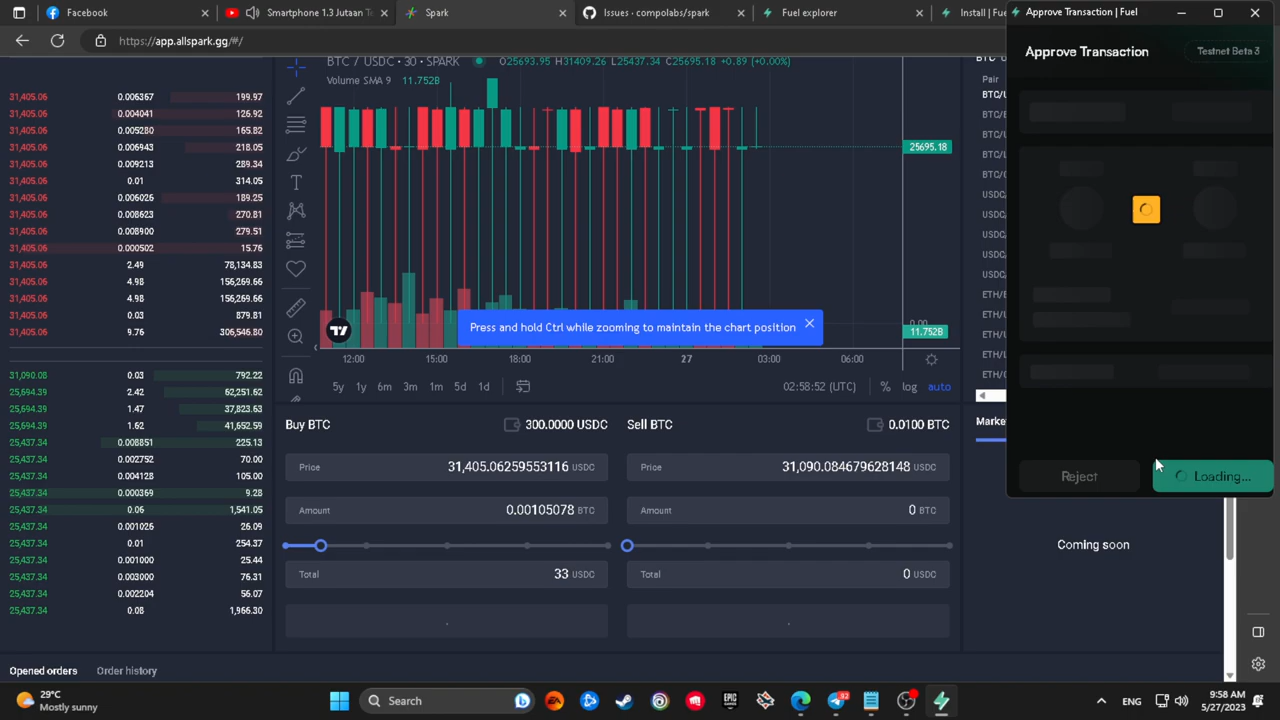 Facebook
Smartphone 1.3 Jutaan T
Spark
Issues · compolabs/spark
Fuel explorer
Install | Fue
Approve Transaction | Fuel
https://app.allspark.gg/#/
Approve Transaction
Testnet Beta 3
BTC / USDC · 30 · SPARK
O25693.95 H31409.26 L25437.34 C25695.18 +0.89 (+0.00%)
Volume SMA 9 11.752B
Pair
BTC/
31,405.06 0.006367 199.97
31,405.06 0.004041 126.92
31,405.06 0.005280 165.82
31,405.06 0.006943 218.05
31,405.06 0.009213 289.34
31,405.06 0.01 314.05
31,405.06 0.006026 189.25
31,405.06 0.008623 270.81
31,405.06 0.008900 279.51
31,405.06 0.000502 15.76
31,405.06 2.49 78,134.83
31,405.06 4.98 156,269.66
31,405.06 4.98 156,269.66
31,405.06 0.03 879.81
31,405.06 9.76 306,546.80
31,090.08 0.03 792.22
25,694.39 2.42 62,251.62
25,694.39 1.47 37,823.63
25,694.39 1.62 41,652.59
25,437.34 0.008851 225.13
25,437.34 0.002752 70.00
25,437.34 0.004128 105.00
25,437.34 0.000369 9.28
25,437.34 0.06 1,541.05
25,437.34 0.001026 26.09
25,437.34 0.01 254.37
25,437.34 0.001000 25.44
25,437.34 0.003000 76.31
25,437.34 0.002204 56.07
25,437.34 0.08 1,966.30
25695.18
0.00
11.752B
Press and hold Ctrl while zooming to maintain the chart position
12:00 15:00 18:00 21:00 27 03:00 06:00
5y 1y 6m 3m 1m 5d 1d
02:58:52 (UTC) % log auto
USDC,
USDC,
USDC,
USDC,
ETH/
ETH/
ETH/
Marke
Buy BTC 300.0000 USDC
Price 31,405.06259553116 USDC
Amount 0.00105078 BTC
Total 33 USDC
Sell BTC 0.0100 BTC
Price 31,090.084679628148 USDC
Amount 0 BTC
Total 0 USDC
Reject
Loading...
Coming soon
Opened orders Order history
29°C
Mostly sunny
Search
EPIC
ENG
9:58 AM
5/27/2023